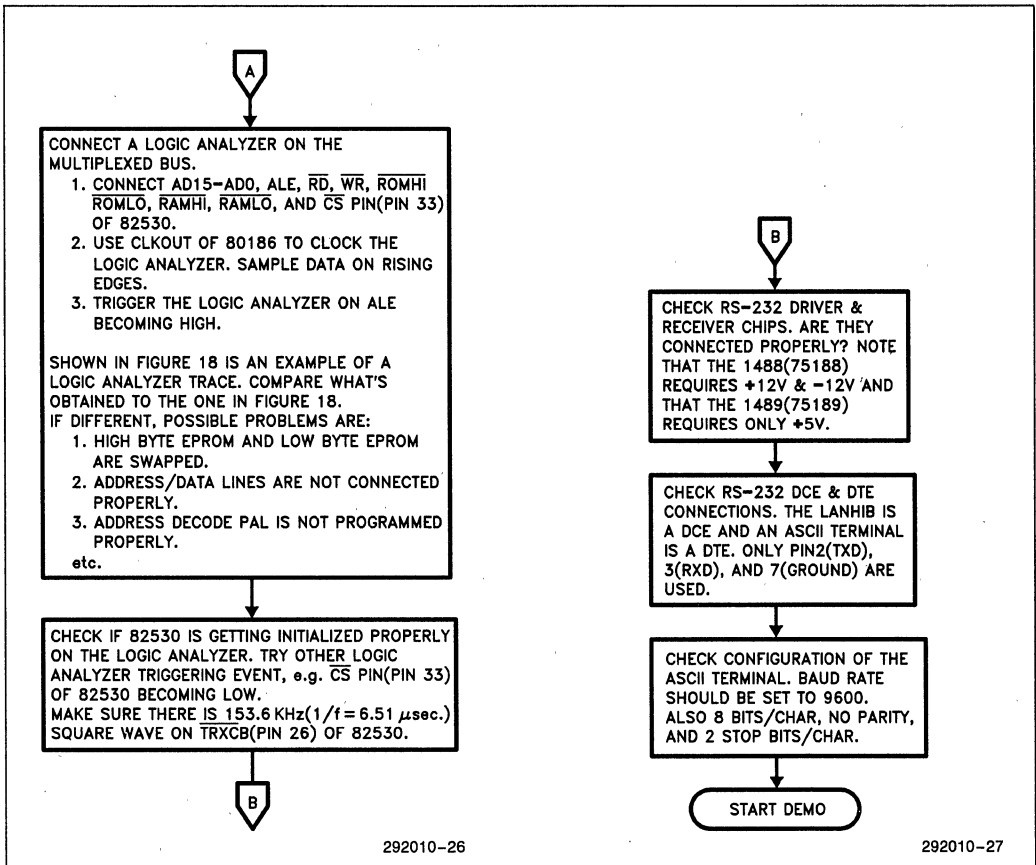 A
CONNECT A LOGIC ANALYZER ON THE
MULTIPLEXED BUS.
1. CONNECT AD15-AD0, ALE, R̅D̅, W̅R̅, R̅O̅M̅H̅I̅
R̅O̅M̅L̅O̅, R̅A̅M̅H̅I̅, R̅A̅M̅L̅O̅, AND C̅S̅ PIN(PIN 33)
OF 82530.
2. USE CLKOUT OF 80186 TO CLOCK THE
LOGIC ANALYZER. SAMPLE DATA ON RISING
EDGES.
3. TRIGGER THE LOGIC ANALYZER ON ALE
BECOMING HIGH.
SHOWN IN FIGURE 18 IS AN EXAMPLE OF A
LOGIC ANALYZER TRACE. COMPARE WHAT'S
OBTAINED TO THE ONE IN FIGURE 18.
IF DIFFERENT, POSSIBLE PROBLEMS ARE:
1. HIGH BYTE EPROM AND LOW BYTE EPROM
ARE SWAPPED.
2. ADDRESS/DATA LINES ARE NOT CONNECTED
PROPERLY.
3. ADDRESS DECODE PAL IS NOT PROGRAMMED
PROPERLY.
etc.
CHECK IF 82530 IS GETTING INITIALIZED PROPERLY
ON THE LOGIC ANALYZER. TRY OTHER LOGIC
ANALYZER TRIGGERING EVENT, e.g. C̅S̅ PIN(PIN 33)
OF 82530 BECOMING LOW.
MAKE SURE THERE IS 153.6 KHz(1/f = 6.51 μsec.)
SQUARE WAVE ON T̅R̅X̅C̅B̅(PIN 26) OF 82530.
B
292010-26
B
CHECK RS-232 DRIVER &
RECEIVER CHIPS. ARE THEY
CONNECTED PROPERLY? NOTE
THAT THE 1488(75188)
REQUIRES +12V & -12V AND
THAT THE 1489(75189)
REQUIRES ONLY +5V.
CHECK RS-232 DCE & DTE
CONNECTIONS. THE LANHIB IS
A DCE AND AN ASCII TERMINAL
IS A DTE. ONLY PIN2(TXD),
3(RXD), AND 7(GROUND) ARE
USED.
CHECK CONFIGURATION OF THE
ASCII TERMINAL. BAUD RATE
SHOULD BE SET TO 9600.
ALSO 8 BITS/CHAR, NO PARITY,
AND 2 STOP BITS/CHAR.
START DEMO
292010-27